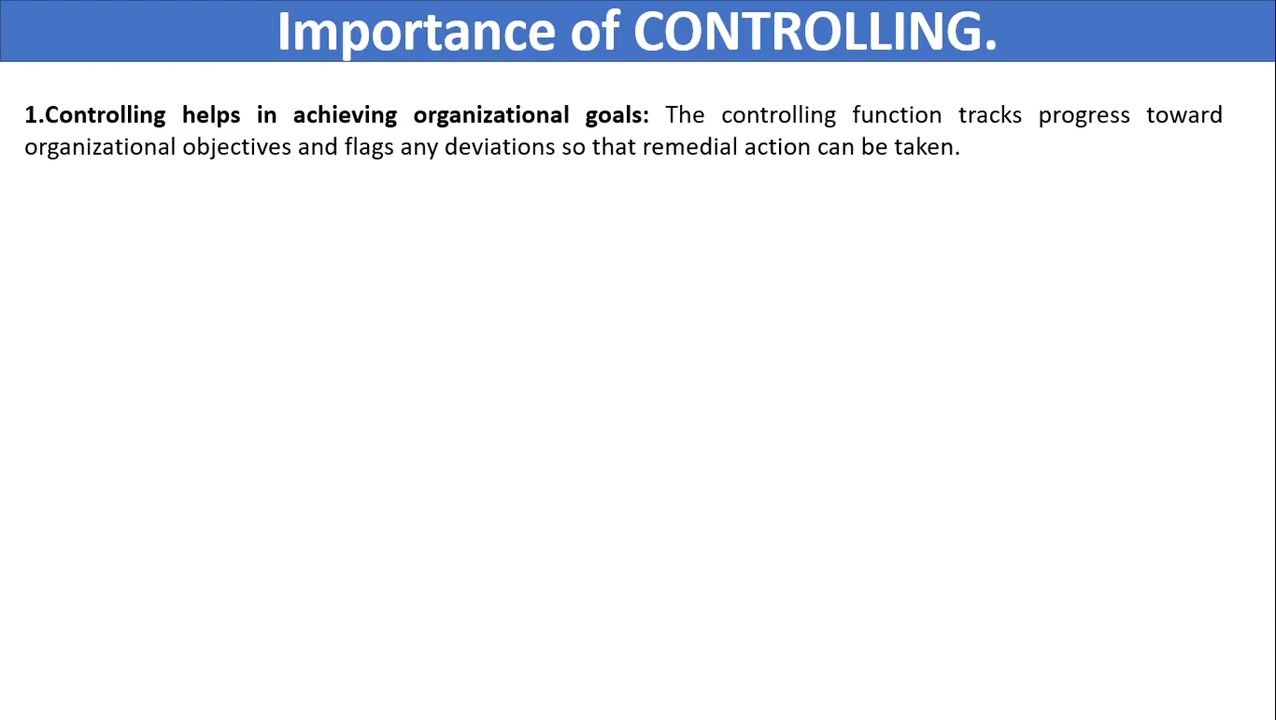 Importance of CONTROLLING.
1.Controlling helps in achieving organizational goals: The controlling function tracks progress toward
organizational objectives and flags any deviations so that remedial action can be taken.